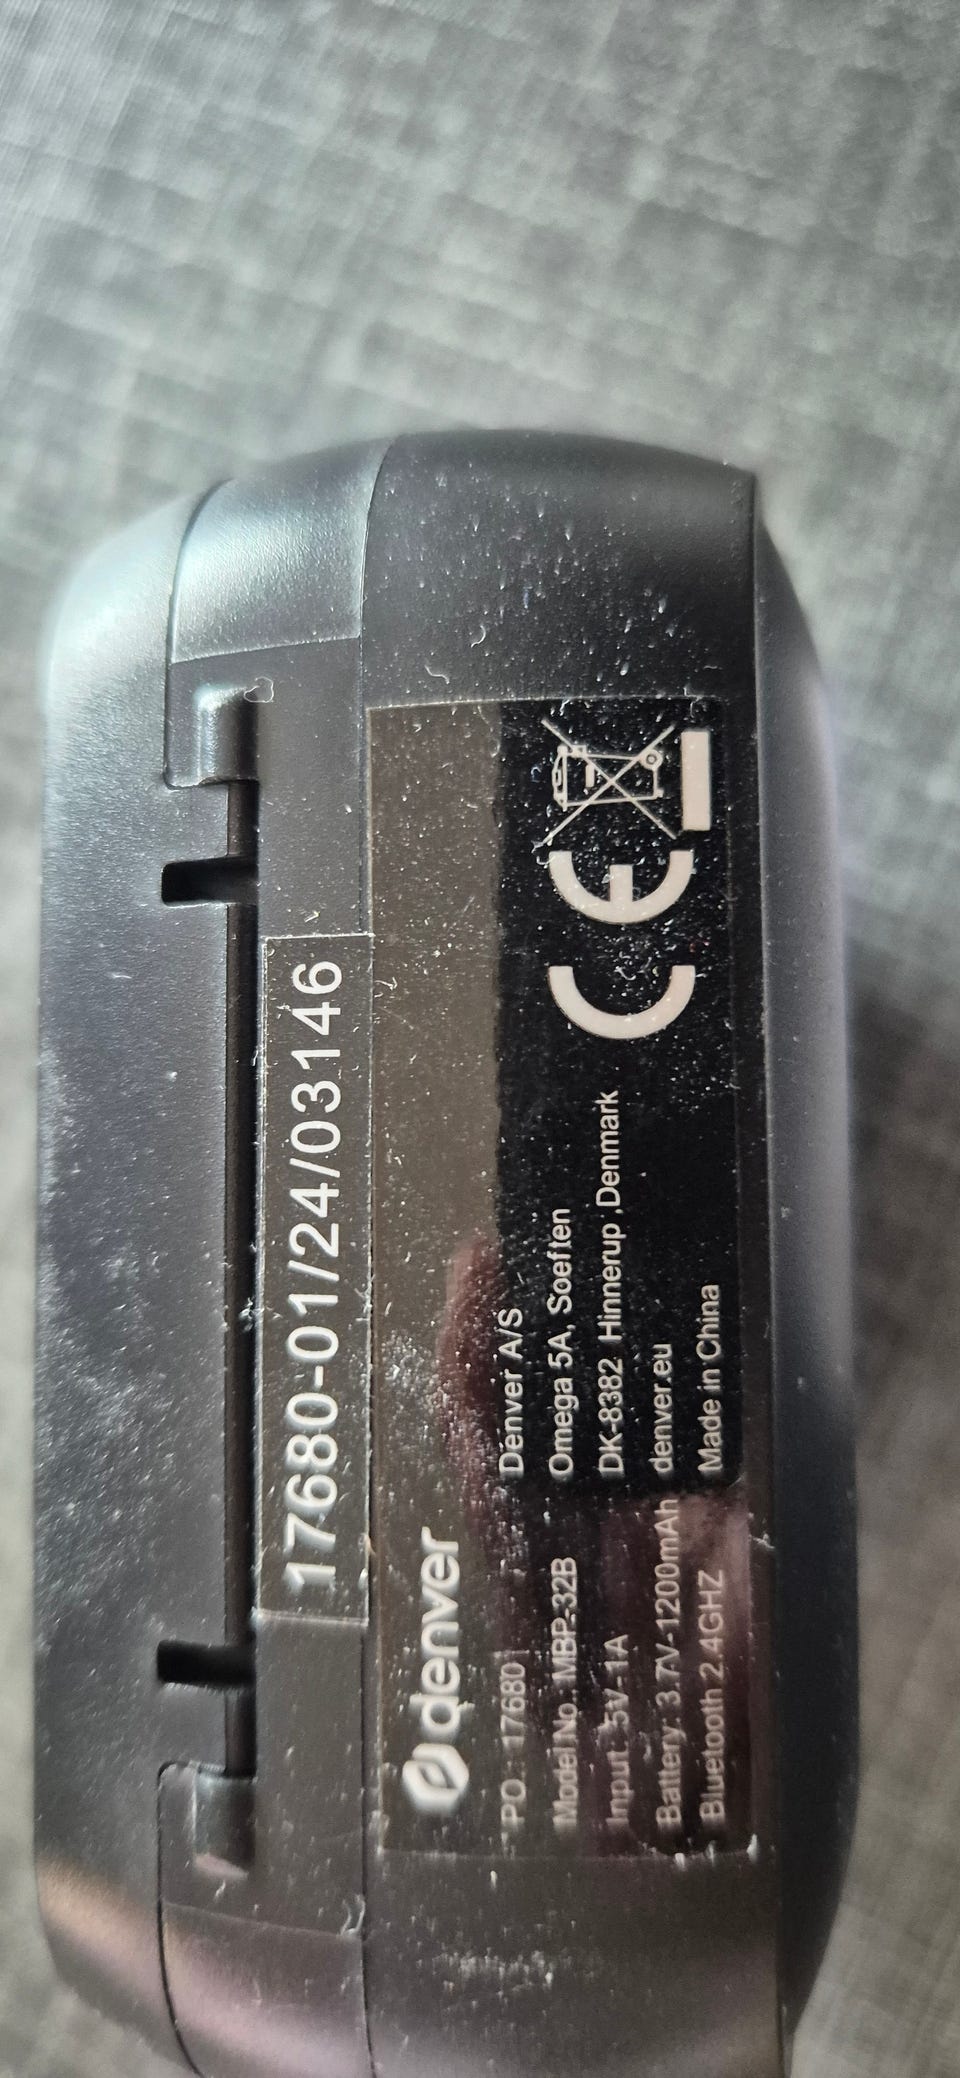 17680-01/24/03146
denver
PO.: 17680
Model No.: MBP-32B
Input: 5V-1A
Battery: 3.7V-1200mAh
Bluetooth 2.4GHZ
Denver A/S
Omega 5A, Soeften
DK-8382 Hinnerup ,Denmark
denver.eu
Made in China
CE